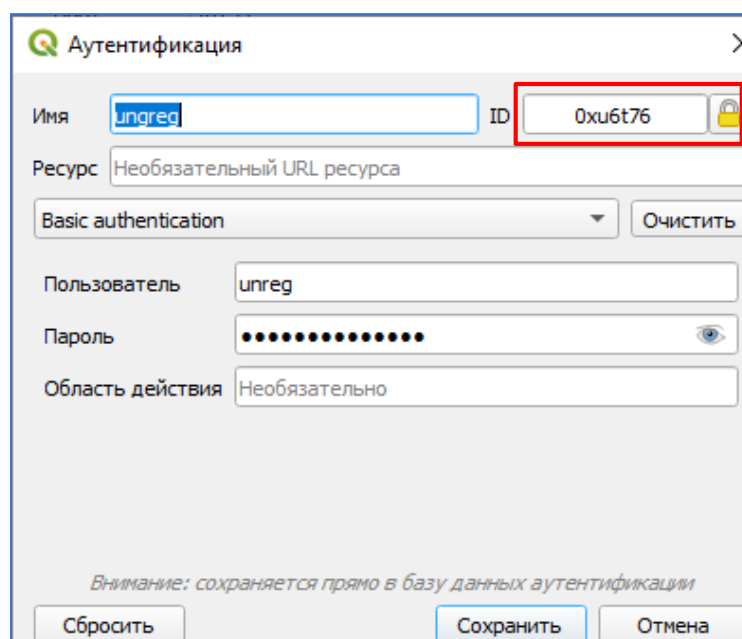 Аутентификация
Имя ungreg ID 0xu6t76
Ресурс Необязательный URL ресурса
Basic authentication Очистить
Пользователь unreg
Пароль ●●●●●●●●●●●●●●
Область действия Необязательно
Внимание: сохраняется прямо в базу данных аутентификации
Сбросить Сохранить Отмена